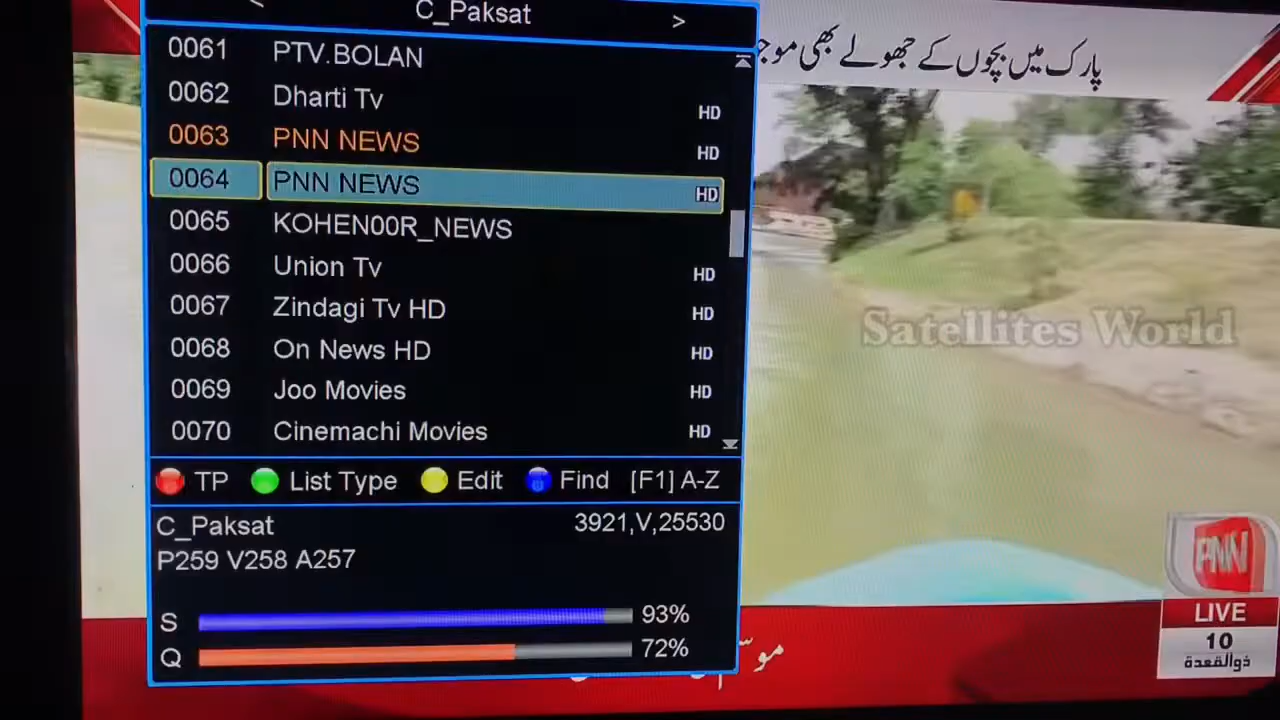 < C_Paksat >
0061 PTV.BOLAN
0062 Dharti Tv HD
0063 PNN NEWS HD
0064 PNN NEWS HD
0065 KOHEN00R_NEWS
0066 Union Tv HD
0067 Zindagi Tv HD HD
0068 On News HD HD
0069 Joo Movies HD
0070 Cinemachi Movies HD
TP List Type Edit Find [F1] A-Z
C_Paksat 3921,V,25530
P259 V258 A257
S 93%
Q 72%
پارک میں بچوں کے جھولے بھی
Satellites World
PNN
LIVE
10
ذوالقعدة